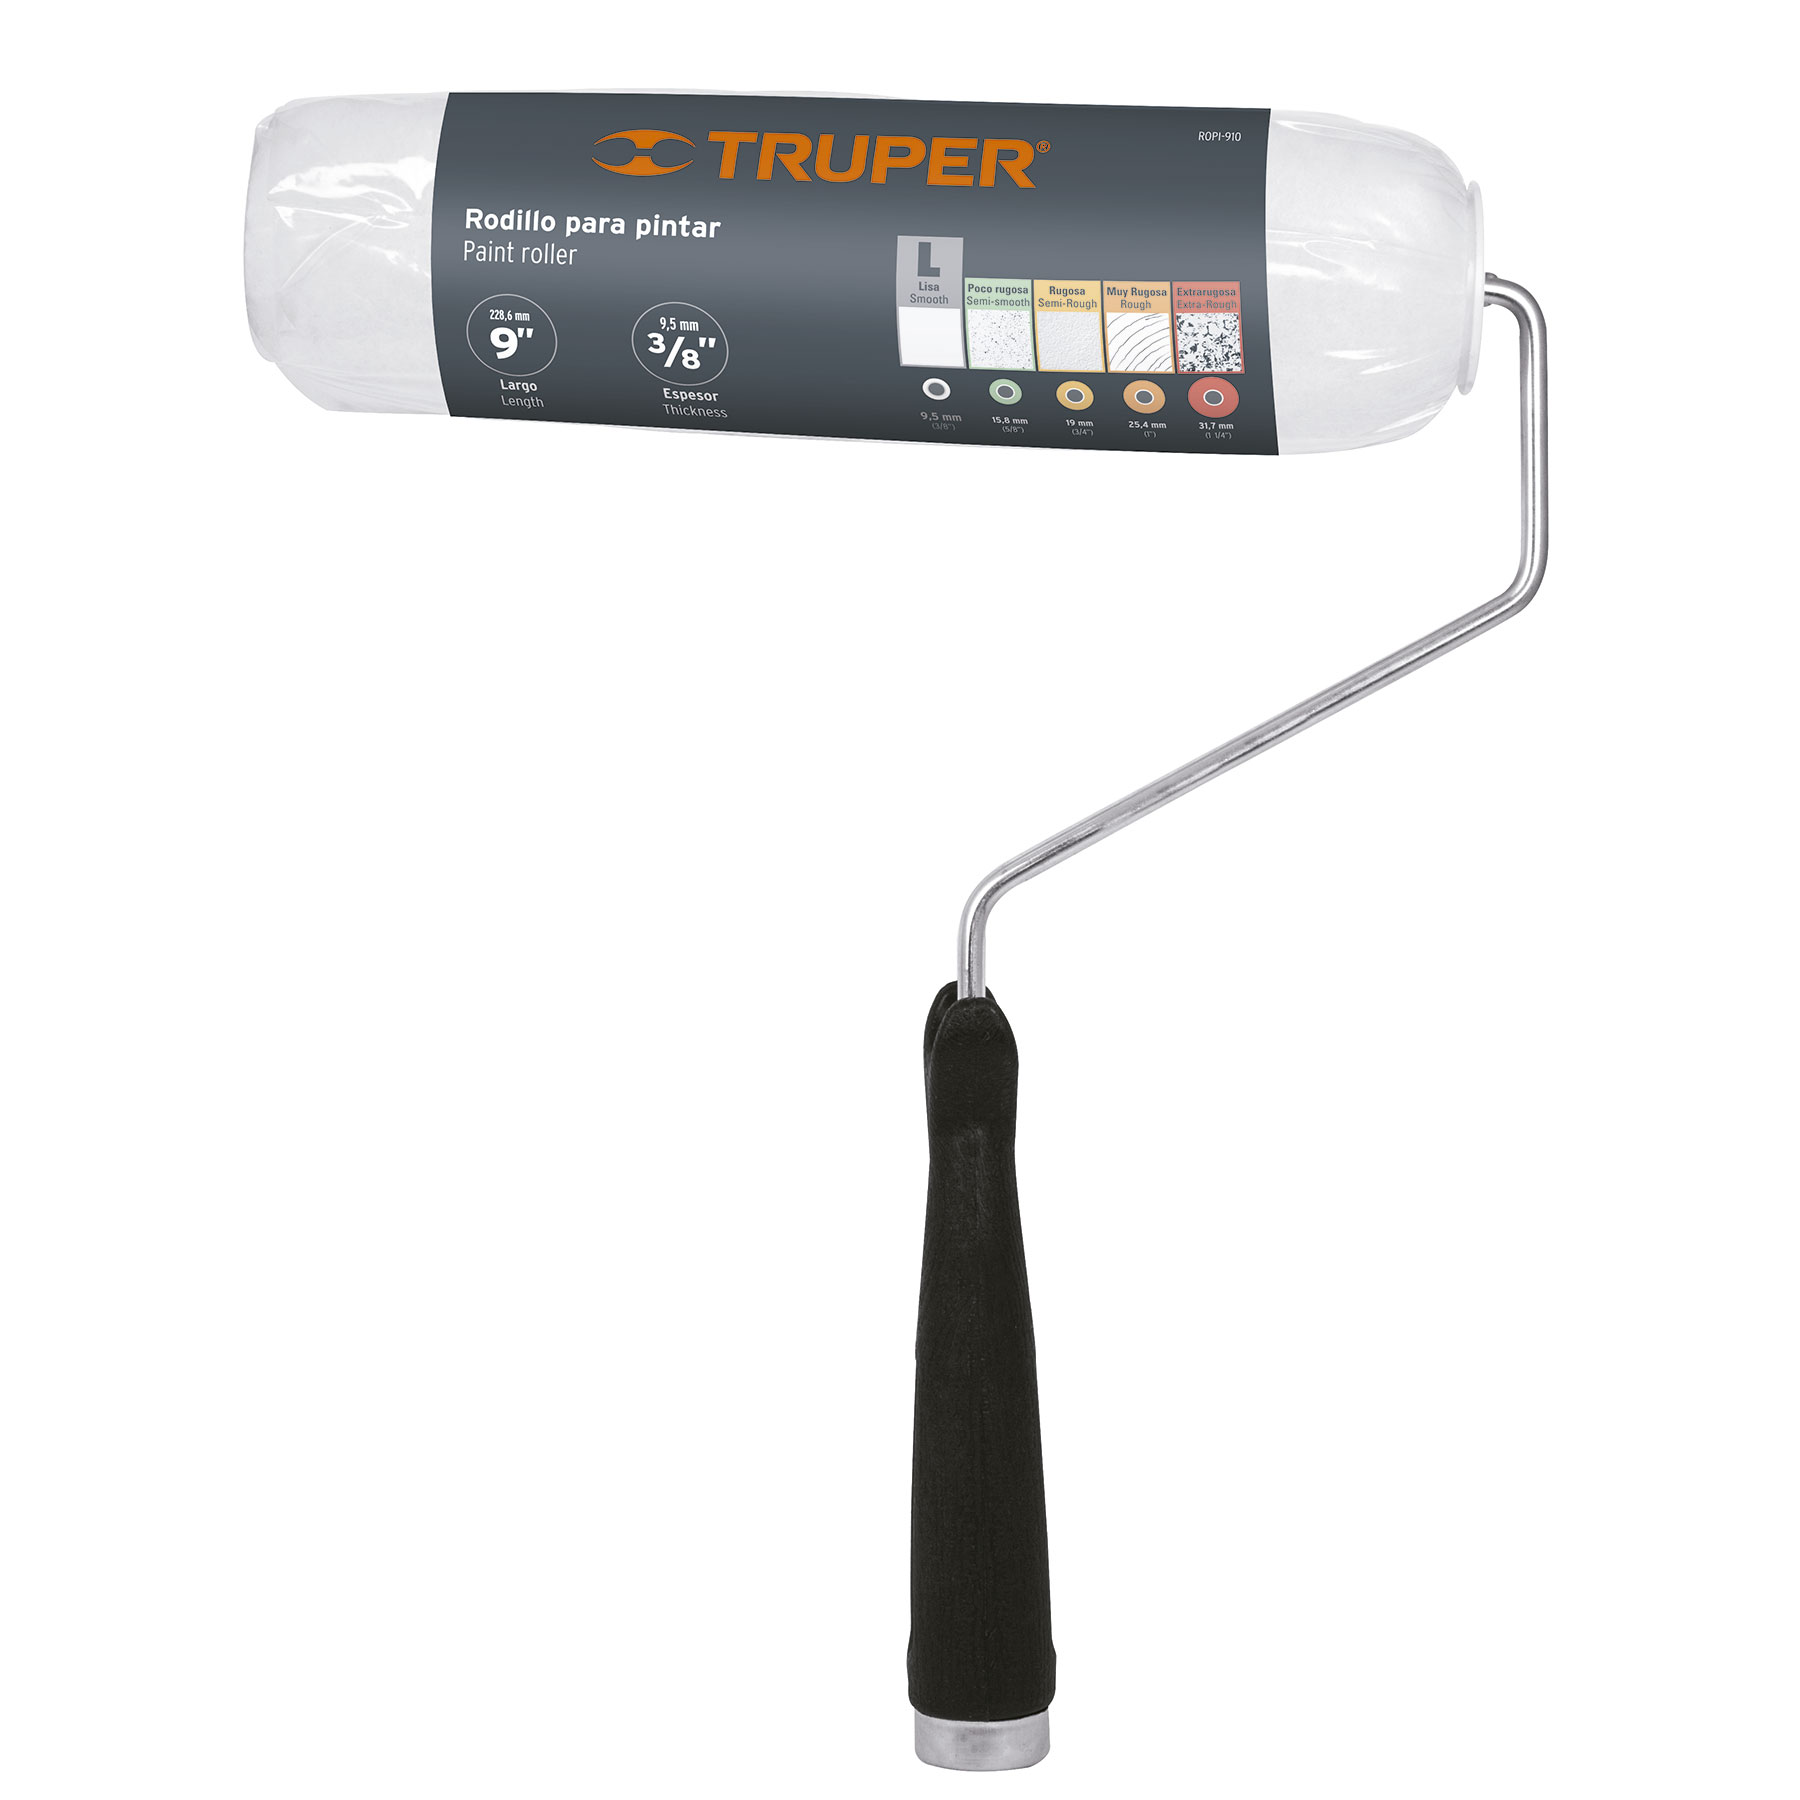 TRUPER®
ROPI-910
Rodillo para pintar
Paint roller
228,6 mm
9"
Largo
Length
9,5 mm
3/8"
Espesor
Thickness
L
Lisa
Smooth
Poco rugosa
Semi-smooth
Rugosa
Semi-Rough
Muy Rugosa
Rough
Extrarugosa
Extra-Rough
9,5 mm
(3/8")
15,8 mm
(5/8")
19 mm
(3/4")
25,4 mm
(1")
31,7 mm
(1 1/4")